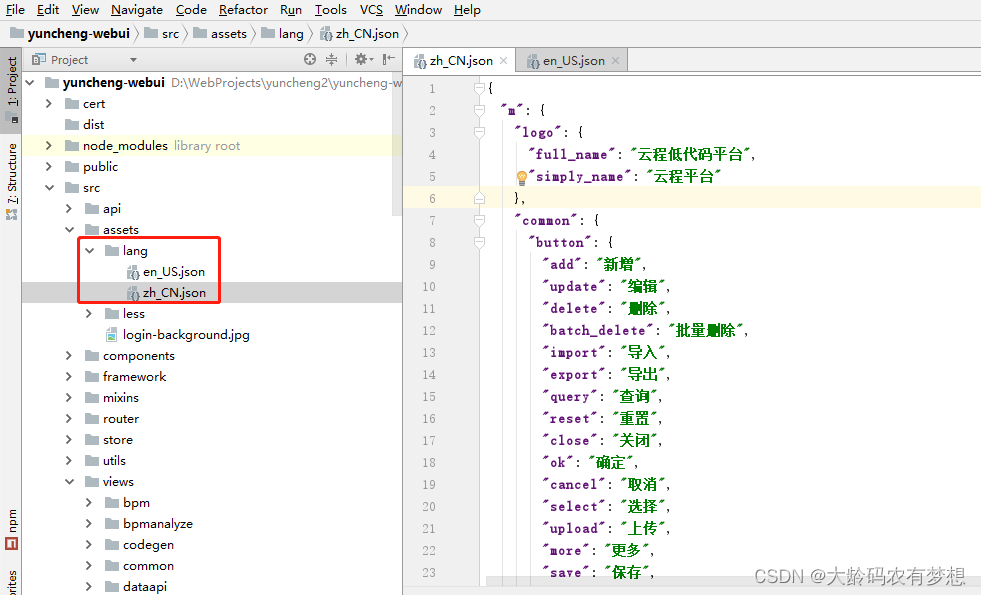 File Edit View Navigate Code Refactor Run Tools VCS Window Help
yuncheng-webui src assets lang zh_CN.json
1: Project
7: Structure
npm
Project
yuncheng-webui D:\WebProjects\yuncheng2\yuncheng-w
cert
dist
node_modules library root
public
src
api
assets
lang
en_US.json
zh_CN.json
less
login-background.jpg
components
framework
mixins
router
store
utils
views
bpm
bpmanalyze
codegen
common
dataapi
zh_CN.json × en_US.json ×
1 {
2 "m": {
3 "logo": {
4 "full_name": "云程低代码平台",
5 "simply_name": "云程平台"
6 },
7 "common": {
8 "button": {
9 "add": "新增",
10 "update": "编辑",
11 "delete": "删除",
12 "batch_delete": "批量删除",
13 "import": "导入",
14 "export": "导出",
15 "query": "查询",
16 "reset": "重置",
17 "close": "关闭",
18 "ok": "确定",
19 "cancel": "取消",
20 "select": "选择",
21 "upload": "上传",
22 "more": "更多",
23 "save": "保存",
CSDN @大龄码农有梦想